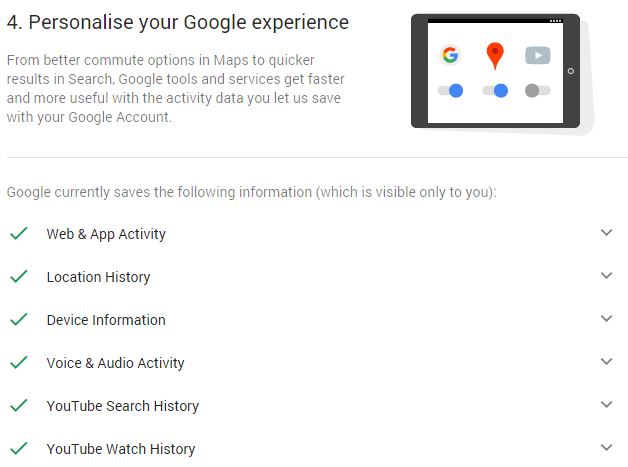 4. Personalise your Google experience
From better commute options in Maps to quicker
results in Search, Google tools and services get faster
and more useful with the activity data you let us save
with your Google Account.
Google currently saves the following information (which is visible only to you):
Web & App Activity
Location History
Device Information
Voice & Audio Activity
YouTube Search History
YouTube Watch History